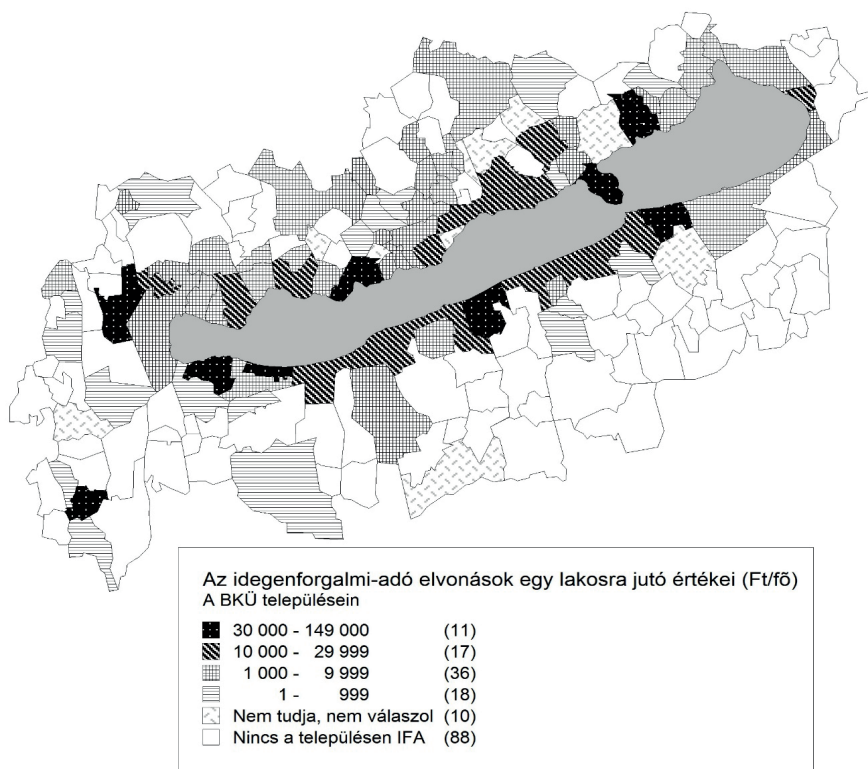 Az idegenforgalmi-adó elvonások egy lakosra jutó értékei (Ft/fõ)
A BKÜ településein
30 000 - 149 000 (11)
10 000 - 29 999 (17)
1 000 - 9 999 (36)
1 - 999 (18)
Nem tudja, nem válaszol (10)
Nincs a településen IFA (88)